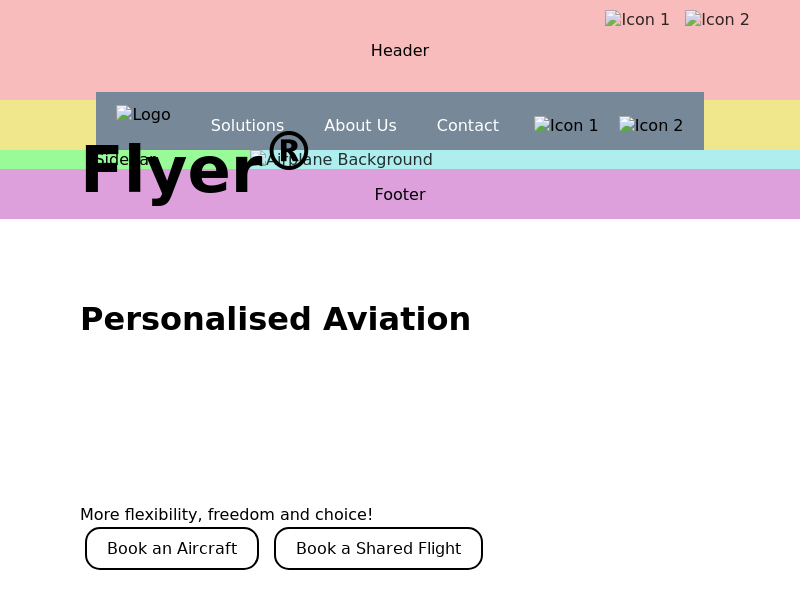 Icon 1 Icon 2
Header
Logo
Solutions About Us Contact Icon 1 Icon 2
Sidebar Airplane Background
Flyer®
Footer
Personalised Aviation
More flexibility, freedom and choice!
Book an Aircraft Book a Shared Flight